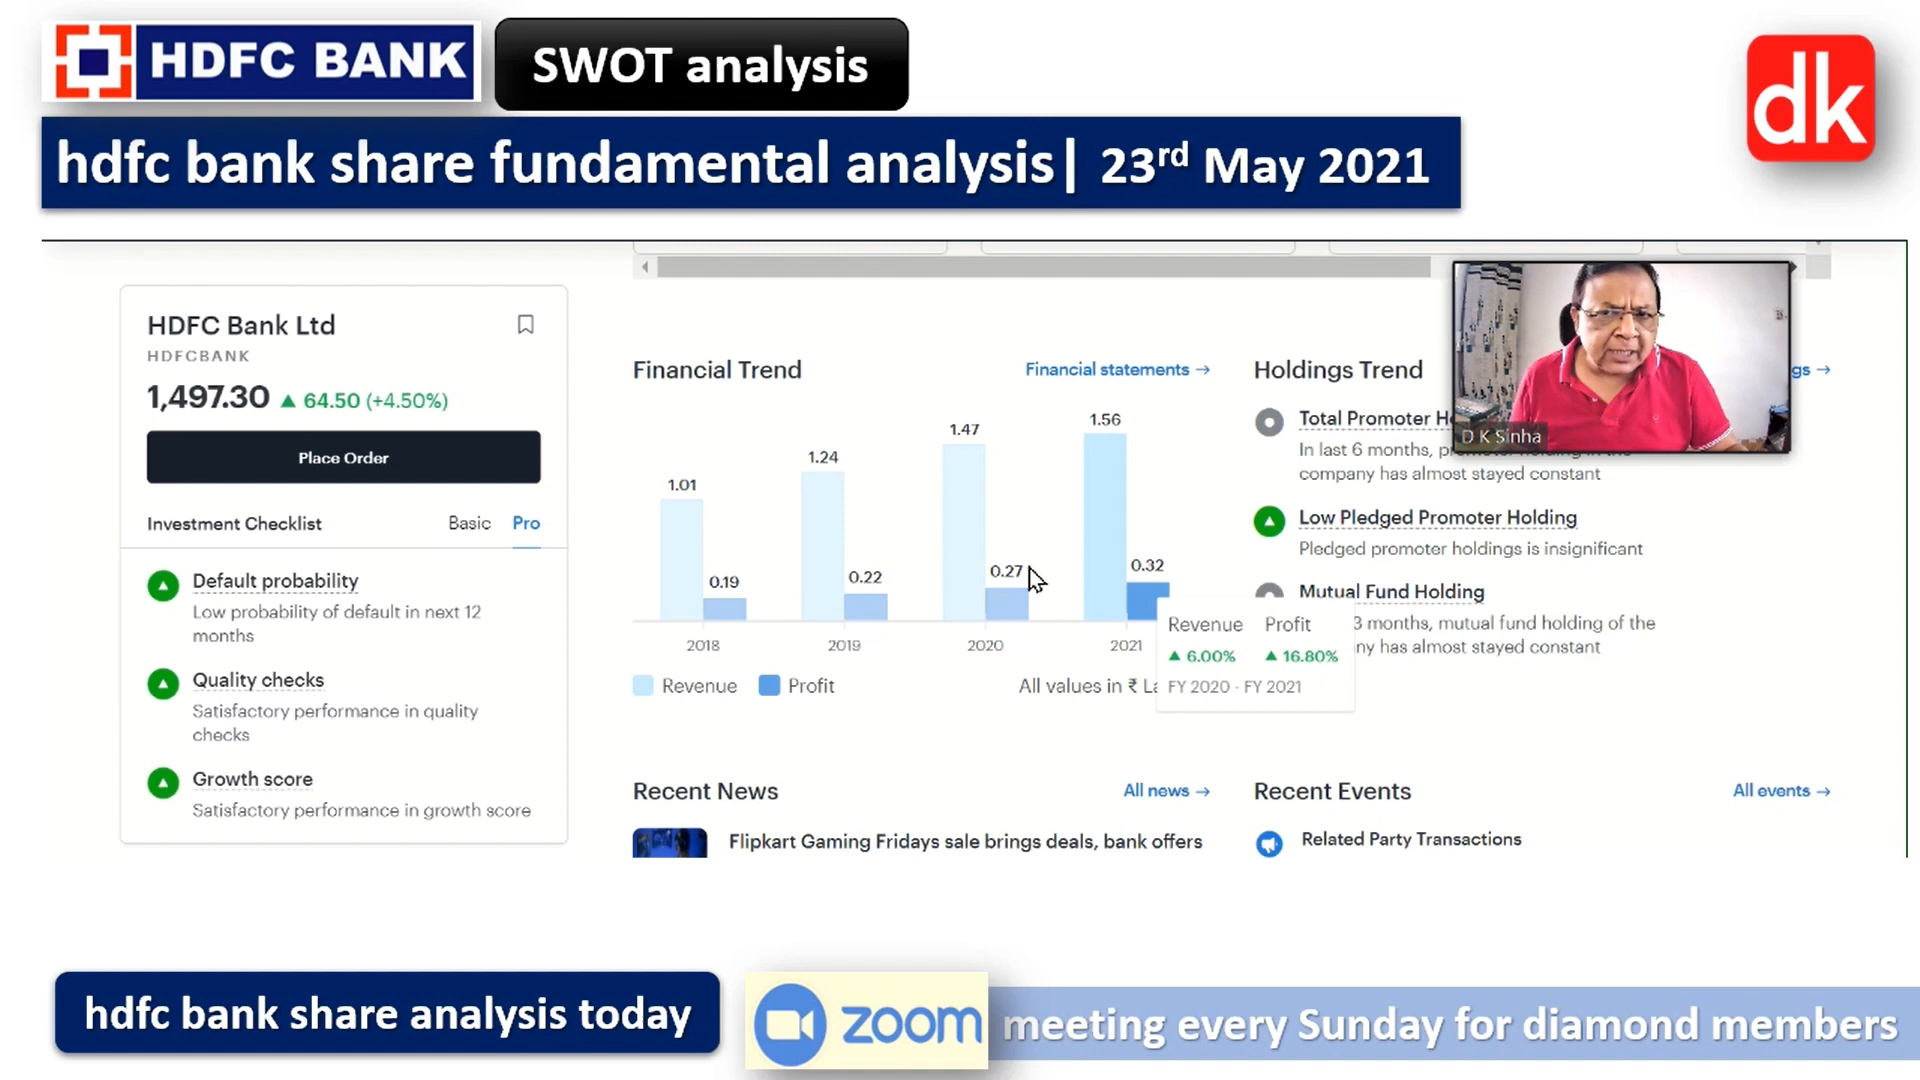 HDFC BANK
SWOT analysis
dk
hdfc bank share fundamental analysis| 23rd May 2021
HDFC Bank Ltd
HDFCBANK
1,497.30 ▲ 64.50 (+4.50%)
Place Order
Investment Checklist Basic Pro
Default probability
Low probability of default in next 12
months
Quality checks
Satisfactory performance in quality
checks
Growth score
Satisfactory performance in growth score
Financial Trend Financial statements →
1.01 0.19 1.24 0.22 1.47 0.27 1.56 0.32
2018 2019 2020 2021
Revenue Profit All values in ₹
Revenue Profit
▲ 6.00% ▲ 16.80%
FY 2020 - FY 2021
Holdings Trend
Total Promoter
In last 6 months, holding in the
company has almost stayed constant
Low Pledged Promoter Holding
Pledged promoter holdings is insignificant
Mutual Fund Holding
3 months, mutual fund holding of the
has almost stayed constant
D K Sinha
Recent News All news →
Flipkart Gaming Fridays sale brings deals, bank offers
Recent Events All events →
Related Party Transactions
hdfc bank share analysis today
zoom meeting every Sunday for diamond members